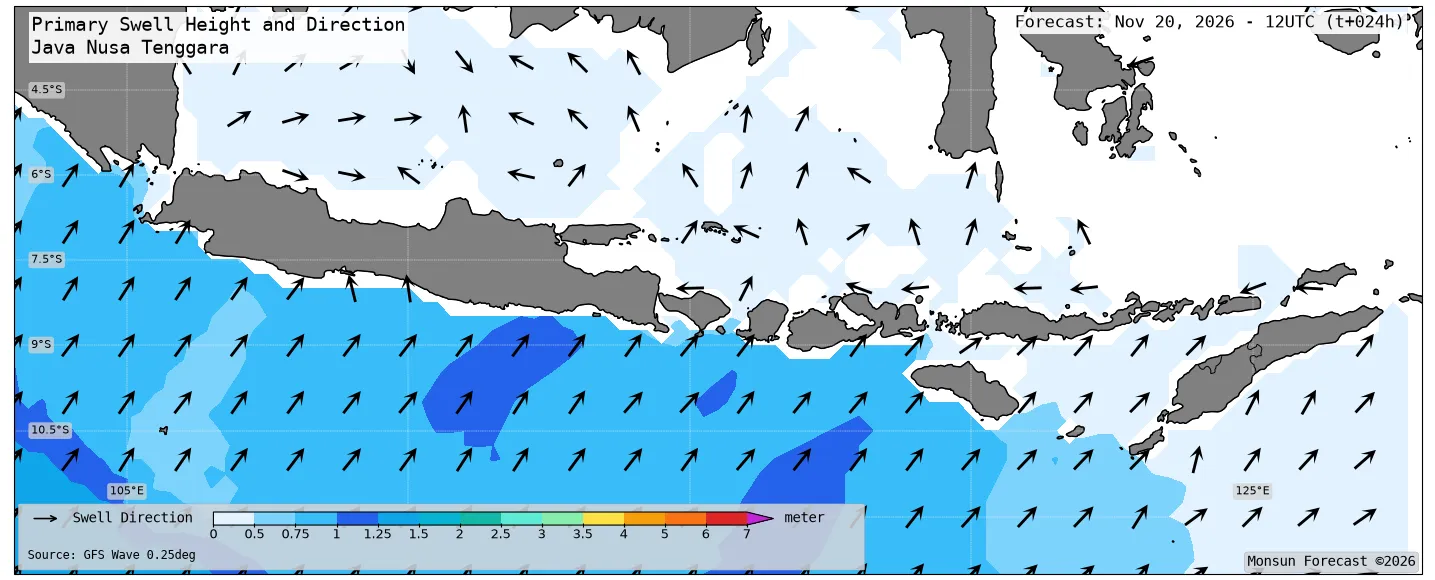 Primary Swell Height and Direction
Java Nusa Tenggara
Forecast: Nov 20, 2026 - 12UTC (t+024h)
4.5°S
6°S
7.5°S
9°S
10.5°S
105°E
125°E
Swell Direction
0 0.5 0.75 1 1.25 1.5 2 2.5 3 3.5 4 5 6 7
meter
Source: GFS Wave 0.25deg
Monsun Forecast ©2026